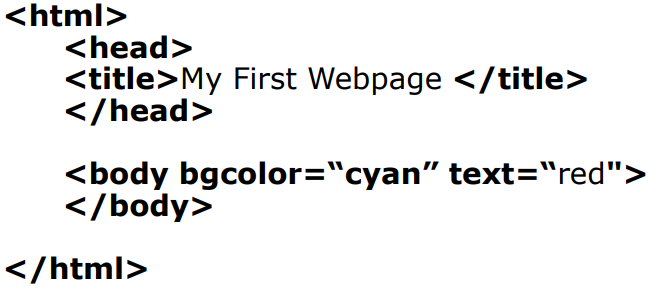 <html>
<head>
<title>My First Webpage </title>
</head>
<body bgcolor=“cyan” text=“red">
</body>
</html>